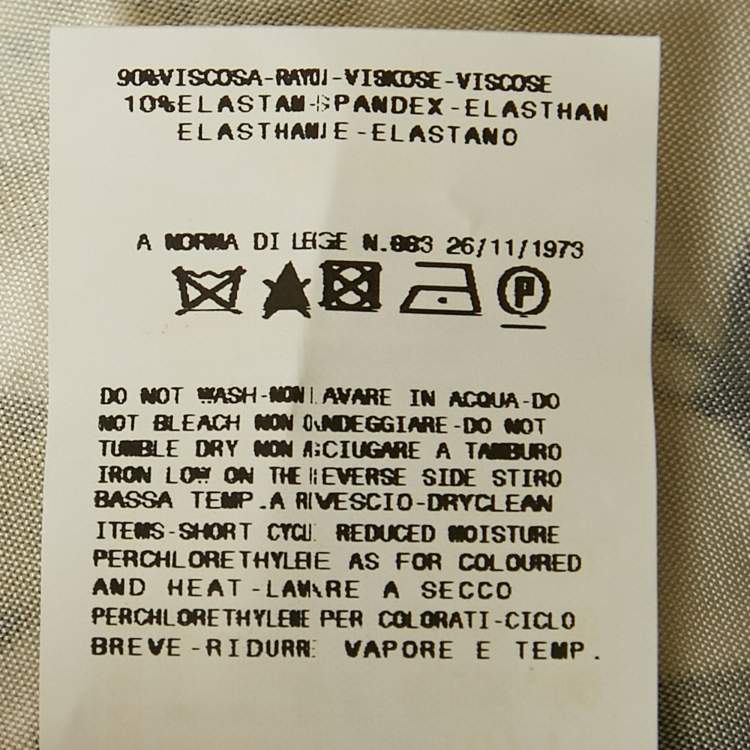 90%VISCOSA-RAYON-VISKOSE-VISCOSE
10%ELASTAN-SPANDEX-ELASTHAN
ELASTHANNE-ELASTANO
A NORMA DI LEGGE N.883 26/11/1973
P
DO NOT WASH-NON LAVARE IN ACQUA-DO
NOT BLEACH NON CANDEGGIARE-DO NOT
TUMBLE DRY NON ASCIUGARE A TAMBURO
IRON LOW ON THE REVERSE SIDE STIRO
BASSA TEMP.A RIVESCIO-DRYCLEAN
ITEMS-SHORT CYCLE REDUCED MOISTURE
PERCHLORETHYLENE AS FOR COLOURED
AND HEAT-LAVARE A SECCO
PERCHLORETHYLENE PER COLORATI-CICLO
BREVE-RIDURRE VAPORE E TEMP.